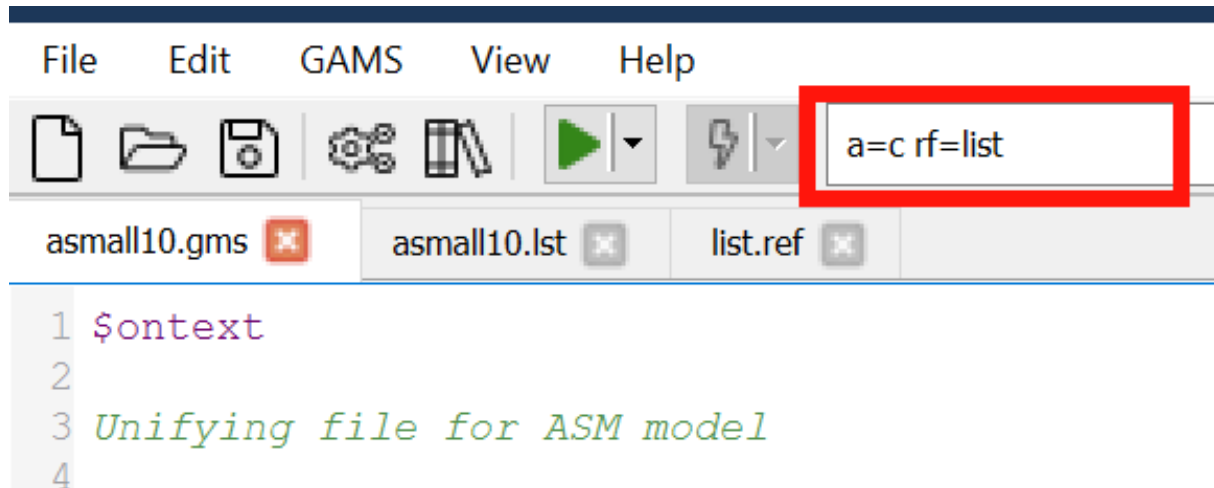 File Edit GAMS View Help
a=c rf=list
asmall10.gms asmall10.lst list.ref
1 $ontext
2
3 Unifying file for ASM model
4